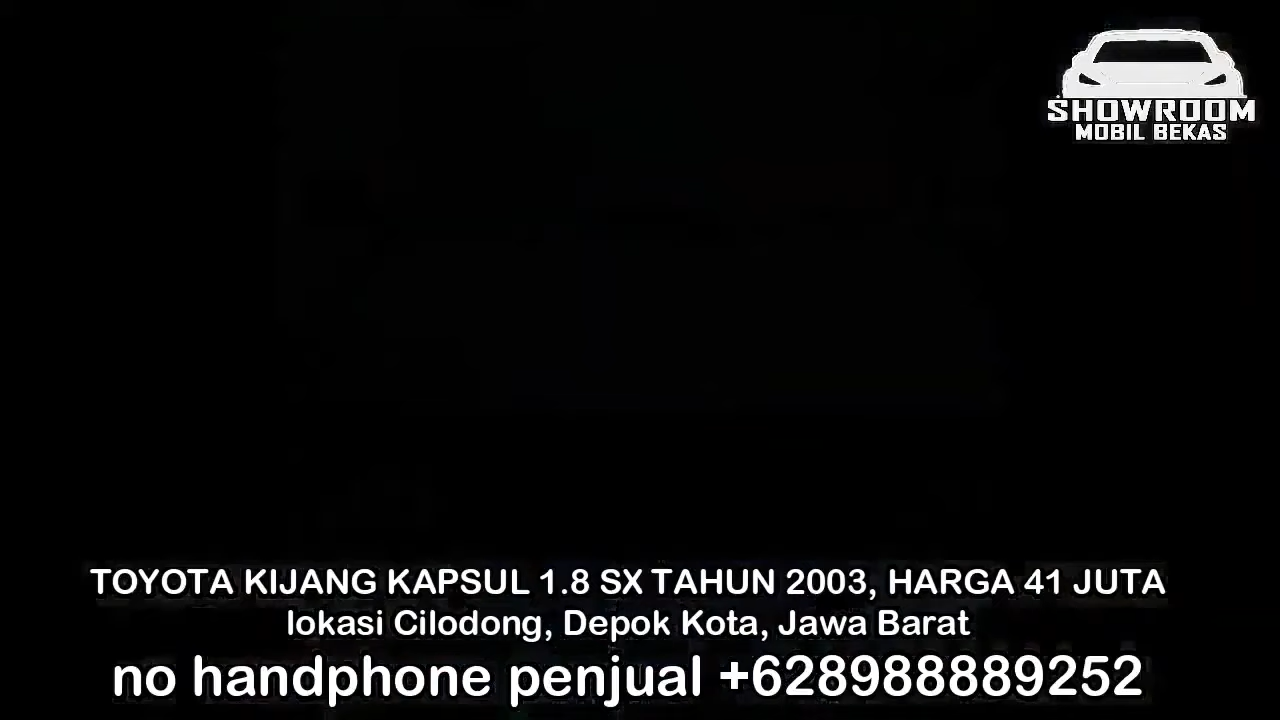 SHOWROOM
MOBIL BEKAS
TOYOTA KIJANG KAPSUL 1.8 SX TAHUN 2003, HARGA 41 JUTA
lokasi Cilodong, Depok Kota, Jawa Barat
no handphone penjual +628988889252